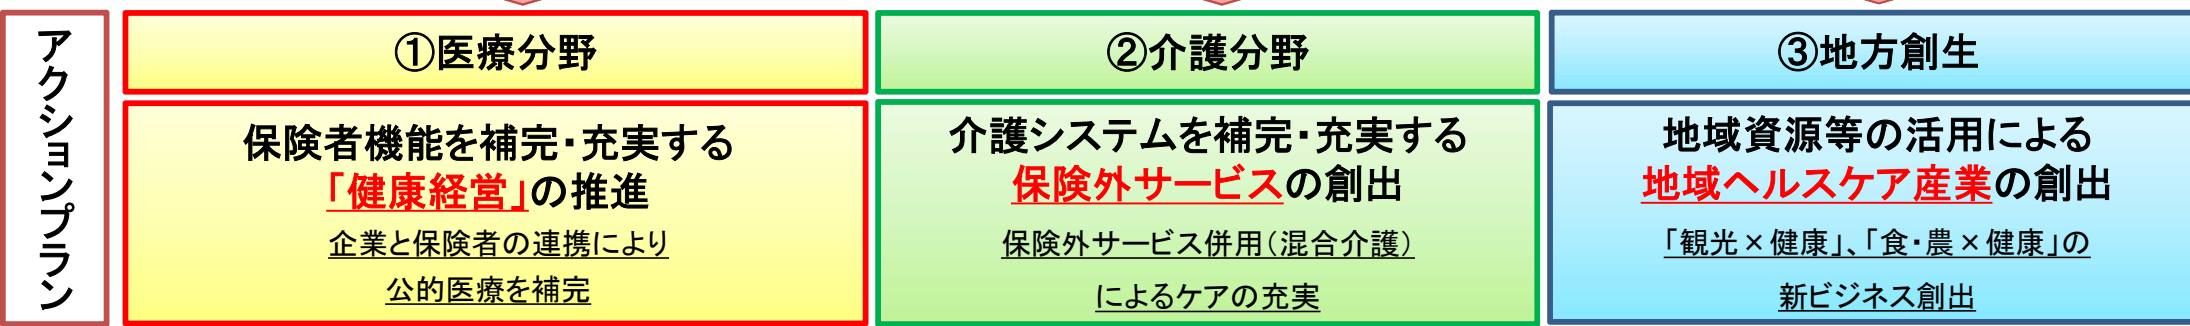 アクションプラン
①医療分野
保険者機能を補完・充実する
「健康経営」の推進
企業と保険者の連携により
公的医療を補完
②介護分野
介護システムを補完・充実する
保険外サービスの創出
保険外サービス併用（混合介護）
によるケアの充実
③地方創生
地域資源等の活用による
地域ヘルスケア産業の創出
「観光×健康」、「食・農×健康」の
新ビジネス創出